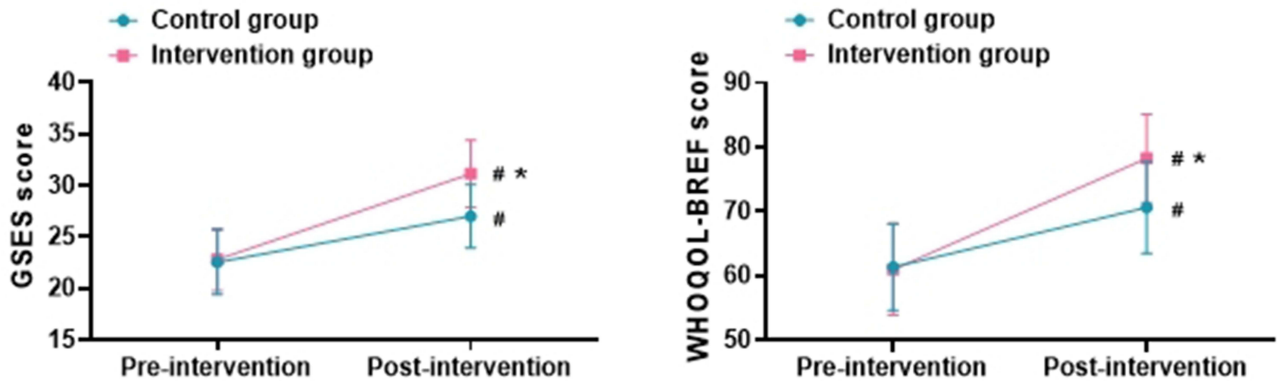 Control group
Intervention group
GSES score
40
35
30
25
20
15
# *
#
Pre-intervention
Post-intervention
Control group
Intervention group
WHOQOL-BREF score
90
80
70
60
50
# *
#
Pre-intervention
Post-intervention